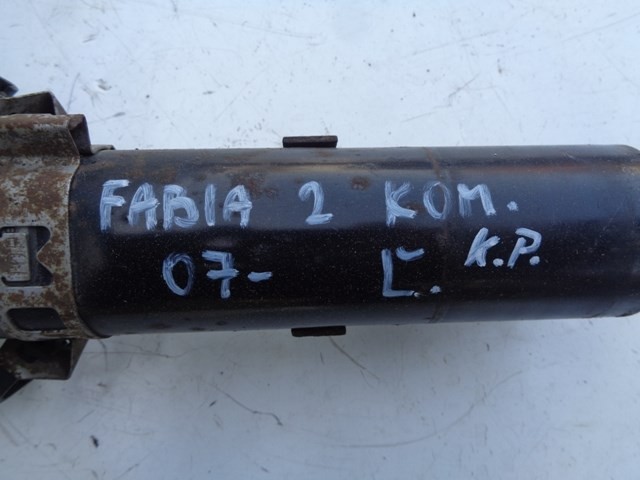 FABIA 2 KOM.
07- Ľ. K.P.